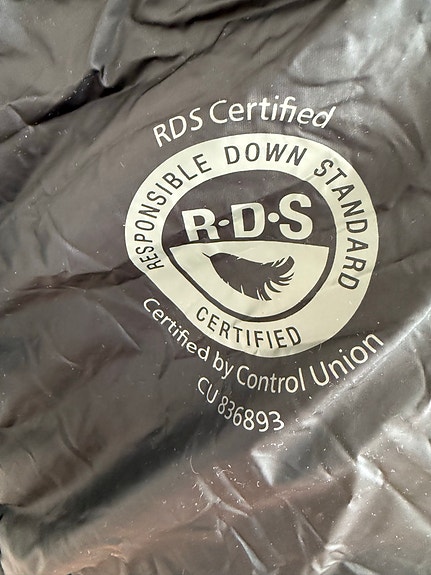 RDS Certified
RESPONSIBLE DOWN STANDARD
R·D·S
CERTIFIED
Certified by Control Union
CU 836893